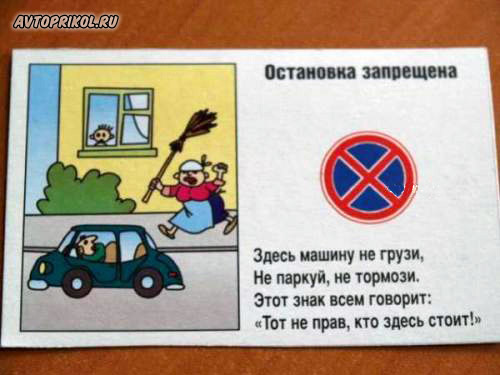 AVTOPRIKOL.RU
Остановка запрещена
Здесь машину не грузи,
Не паркуй, не тормози.
Этот знак всем говорит:
«Тот не прав, кто здесь стоит!»